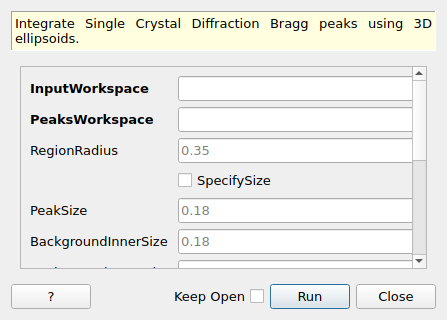 Integrate Single Crystal Diffraction Bragg peaks using 3D
ellipsoids.
InputWorkspace
PeaksWorkspace
RegionRadius 0.35
SpecifySize
PeakSize 0.18
BackgroundInnerSize 0.18
? Keep Open Run Close